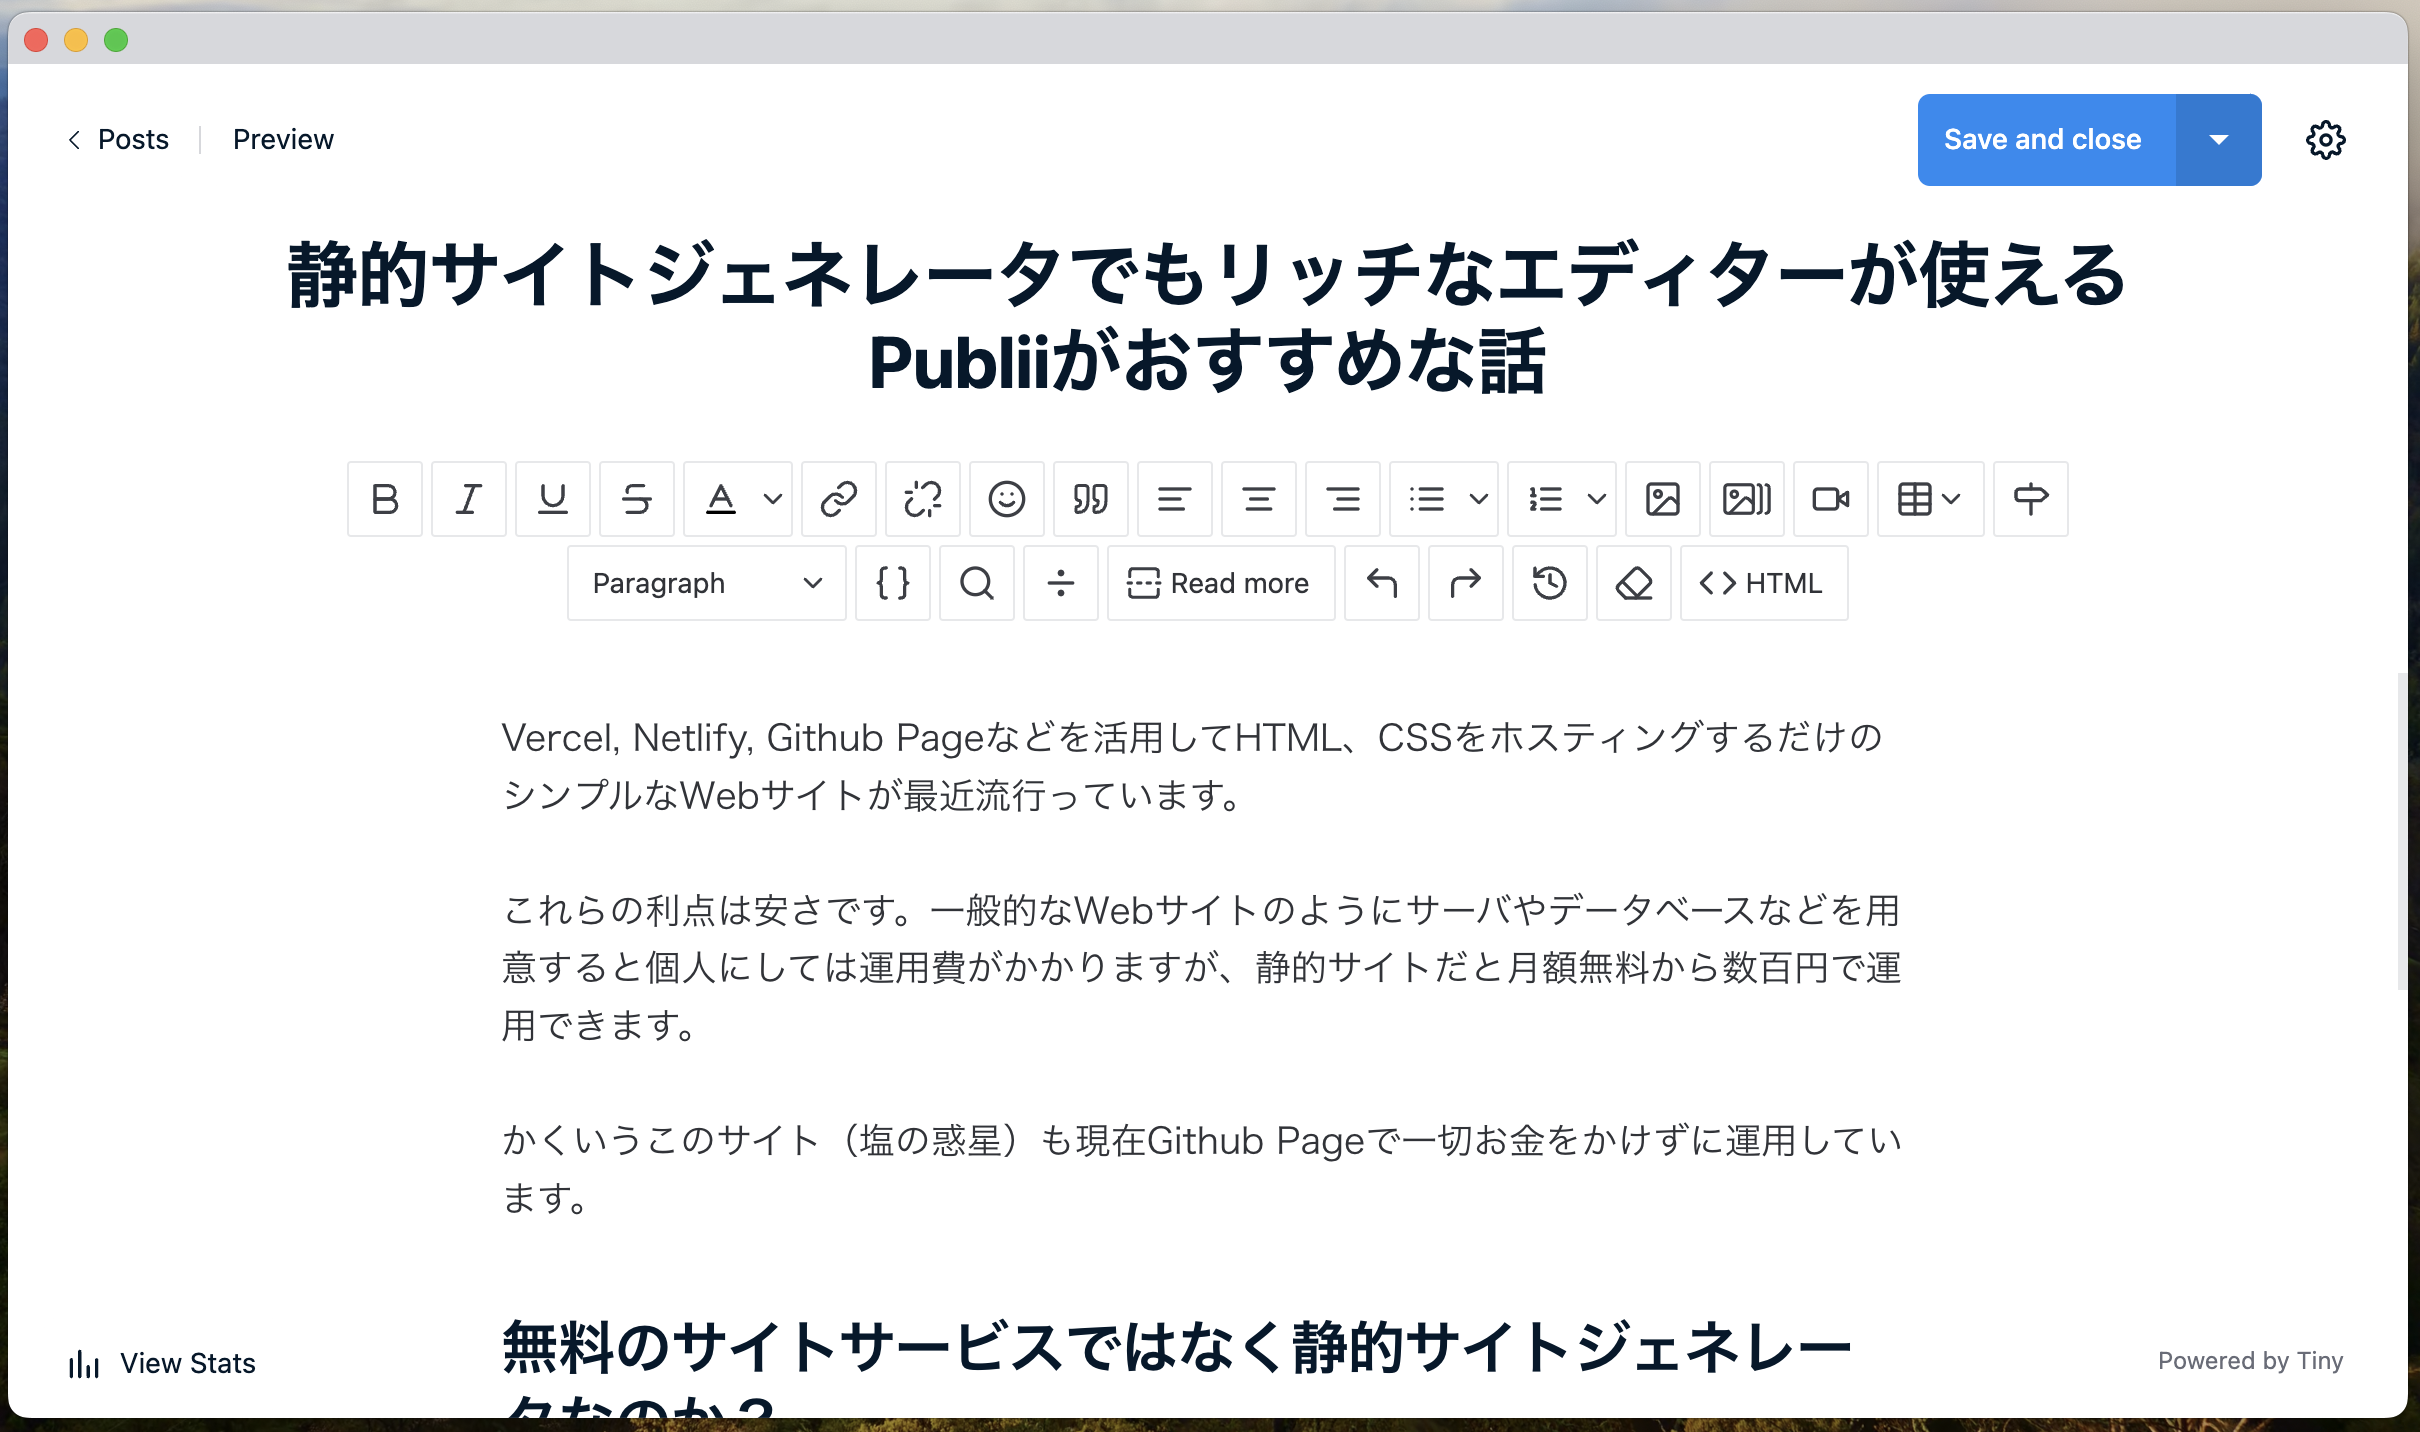 Posts Preview Save and close
静的サイトジェネレータでもリッチなエディターが使える
Publiiがおすすめな話
Paragraph Read more HTML
Vercel, Netlify, Github Pageなどを活用してHTML、CSSをホスティングするだけの
シンプルなWebサイトが最近流行っています。
これらの利点は安さです。一般的なWebサイトのようにサーバやデータベースなどを用
意すると個人にしては運用費がかかりますが、静的サイトだと月額無料から数百円で運
用できます。
かくいうこのサイト（塩の惑星）も現在Github Pageで一切お金をかけずに運用してい
ます。
無料のサイトサービスではなく静的サイトジェネレー
タなのか？
View Stats
Powered by Tiny